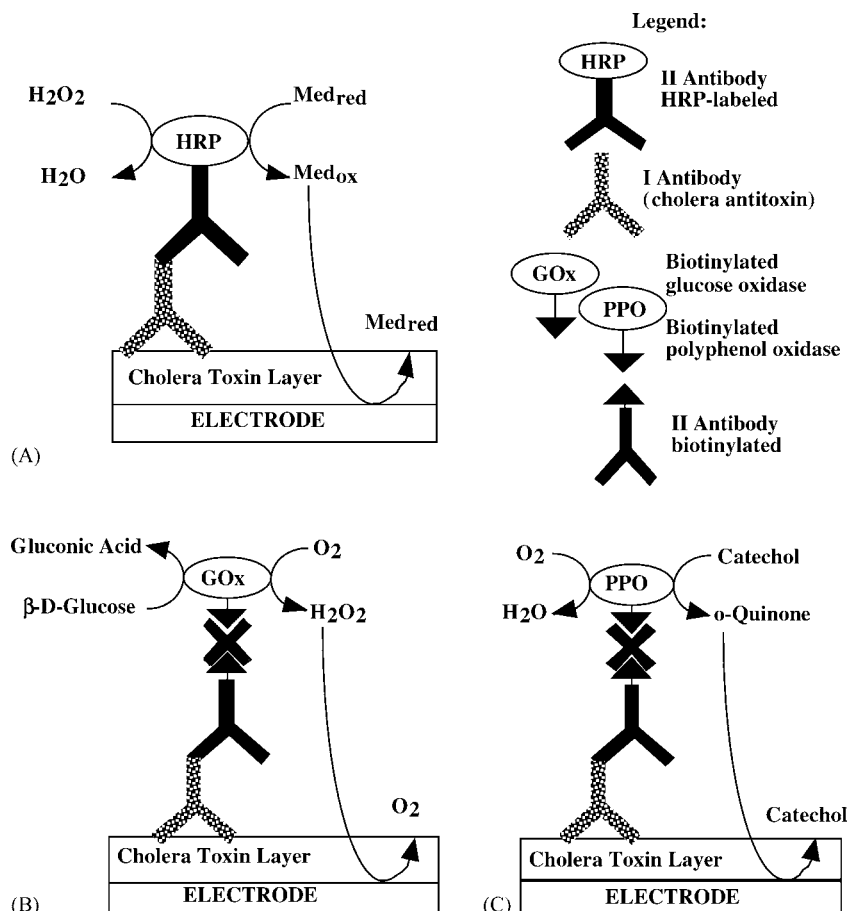 Legend:
H2O2
Medred
HRP
H2O
Medox
Medred
Cholera Toxin Layer
ELECTRODE
(A)
HRP
II Antibody
HRP-labeled
I Antibody
(cholera antitoxin)
GOx
Biotinylated
glucose oxidase
PPO
Biotinylated
polyphenol oxidase
II Antibody
biotinylated
Gluconic Acid
O2
GOx
β-D-Glucose
H2O2
O2
Cholera Toxin Layer
ELECTRODE
(B)
O2
Catechol
PPO
H2O
o-Quinone
Catechol
Cholera Toxin Layer
ELECTRODE
(C)